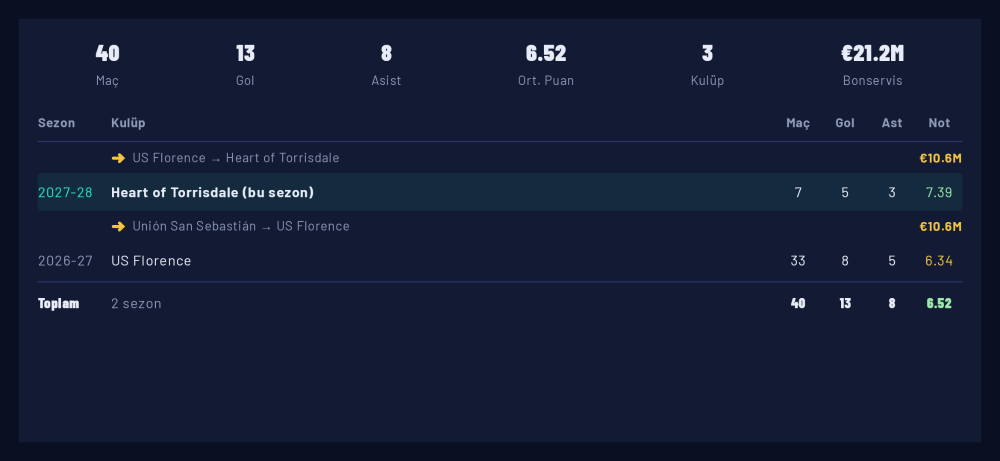 40 13 8 6.52 3 €21.2M
Maç Gol Asist Ort. Puan Kulüp Bonservis
Sezon Kulüp Maç Gol Ast Not
➜ US Florence → Heart of Torrisdale €10.6M
2027-28 Heart of Torrisdale (bu sezon) 7 5 3 7.39
➜ Unión San Sebastián → US Florence €10.6M
2026-27 US Florence 33 8 5 6.34
Toplam 2 sezon 40 13 8 6.52